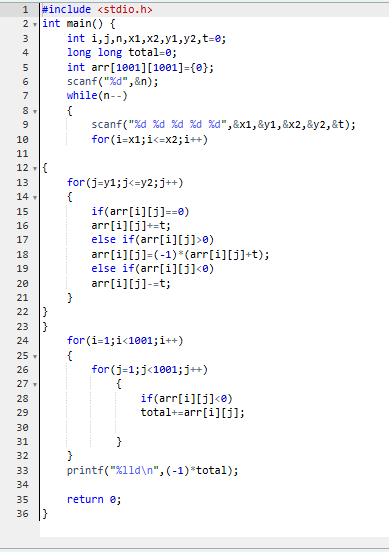 1 #include <stdio.h>
2 int main() {
3 int i,j,n,x1,x2,y1,y2,t=0;
4 long long total=0;
5 int arr[1001][1001]={0};
6 scanf("%d",&n);
7 while(n--)
8 {
9 scanf("%d %d %d %d %d",&x1,&y1,&x2,&y2,&t);
10 for(i=x1;i<=x2;i++)
11
12 {
13 for(j=y1;j<=y2;j++)
14 {
15 if(arr[i][j]==0)
16 arr[i][j]+=t;
17 else if(arr[i][j]>0)
18 arr[i][j]=(-1)*(arr[i][j]+t);
19 else if(arr[i][j]<0)
20 arr[i][j]-=t;
21 }
22 }
23 }
24 for(i=1;i<1001;i++)
25 {
26 for(j=1;j<1001;j++)
27 {
28 if(arr[i][j]<0)
29 total+=arr[i][j];
30
31 }
32 }
33 printf("%lld\n",(-1)*total);
34
35 return 0;
36 }